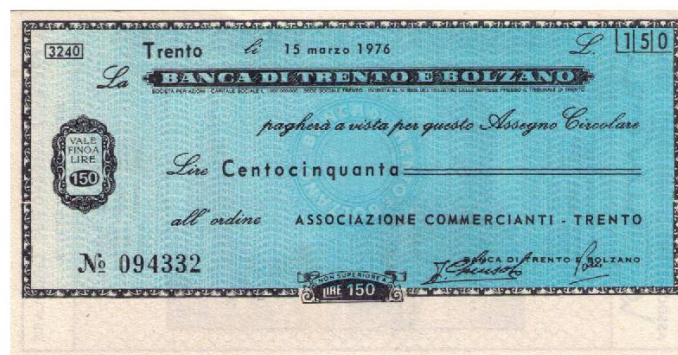 3240 Trento li 15 marzo 1976 L. 150
La BANCA DI TRENTO E BOLZANO
pagherà a vista per questo Assegno Circolare
VALE
FINO A
LIRE
150
Lire Centocinquanta
all'ordine ASSOCIAZIONE COMMERCIANTI - TRENTO
№ 094332
BANCA DI TRENTO E BOLZANO
NON SUPERIORE A
LIRE 150